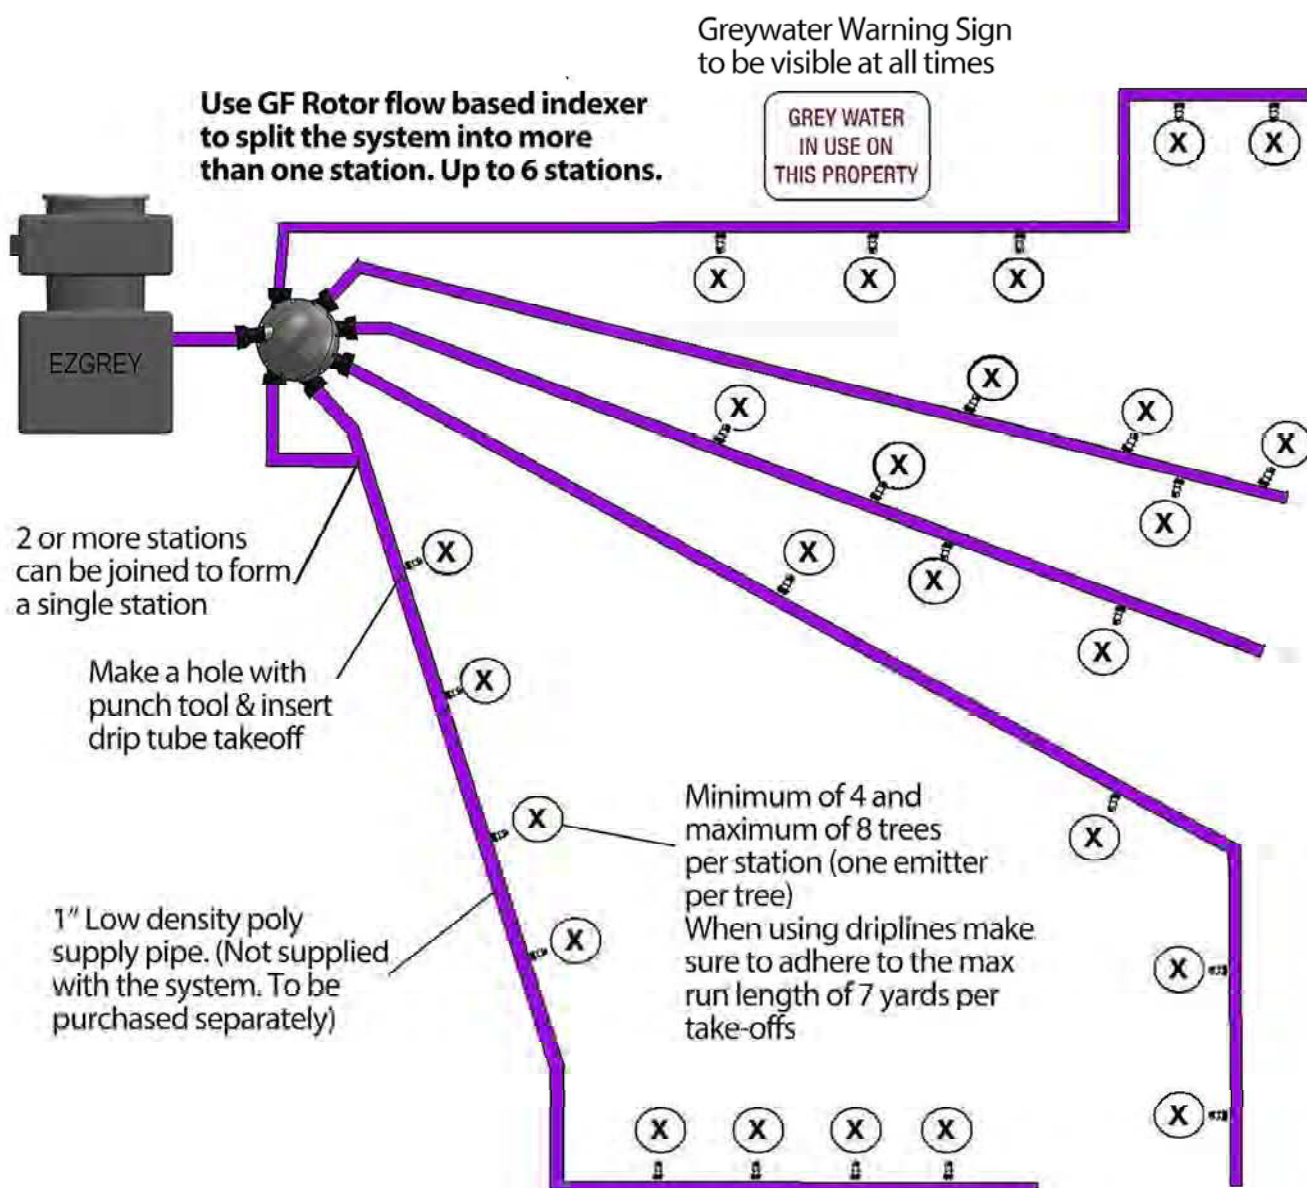 Greywater Warning Sign
to be visible at all times
Use GF Rotor flow based indexer
to split the system into more
than one station. Up to 6 stations.
GREY WATER
IN USE ON
THIS PROPERTY
X X
X X X
EZGREY
X
X
X
X
X
X
X
X
X
X
2 or more stations
can be joined to form
a single station
X
Make a hole with
punch tool & insert
drip tube takeoff
X
X
Minimum of 4 and
maximum of 8 trees
per station (one emitter
per tree)
When using driplines make
sure to adhere to the max
run length of 7 yards per
take-offs
X
1" Low density poly
supply pipe. (Not supplied
with the system. To be
purchased separately)
X
X
X
X X X X